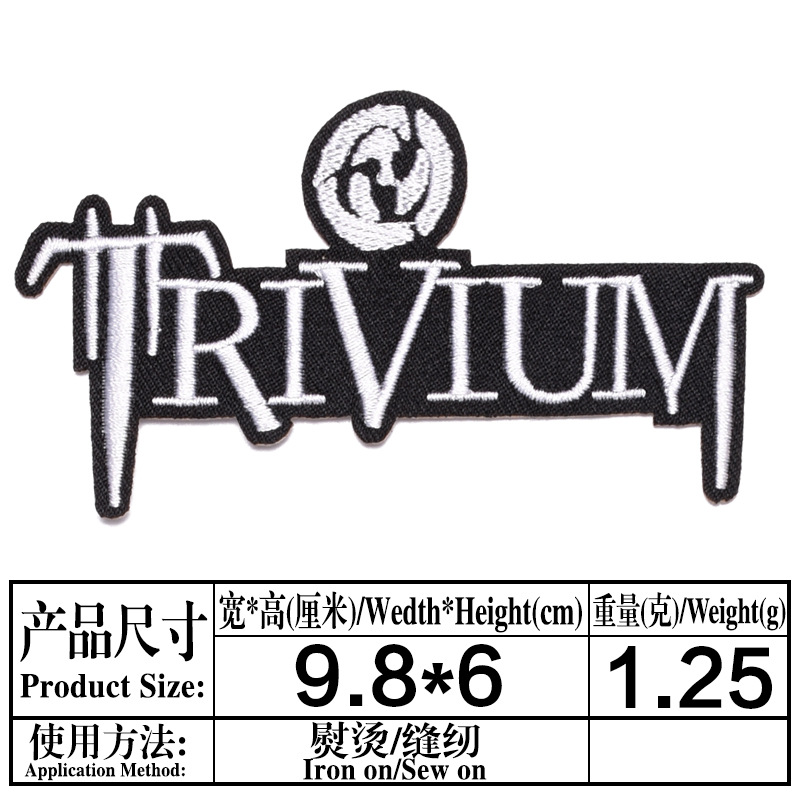 TRIVIUM
产品尺寸
Product Size:
宽*高(厘米)/Wedth*Height(cm)
9.8*6
重量(克)/Weight(g)
1.25
使用方法:
Application Method:
熨烫/缝纫
Iron on/Sew on